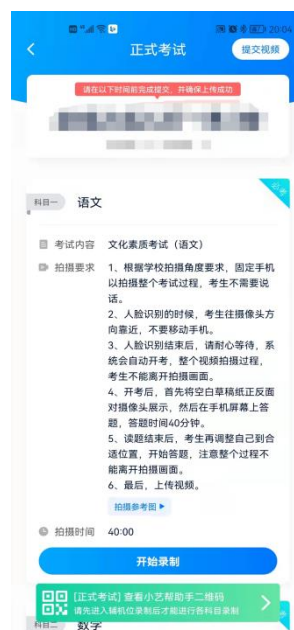 20:04
正式考试
提交视频
请在以下时间前完成提交，并确保上传成功
科目一 语文
必考
考试内容 文化素质考试（语文）
拍摄要求 1、根据学校拍摄角度要求，固定手机
以拍摄整个考试过程，考生不需要说
话。
2、人脸识别的时候，考生往摄像头方
向靠近，不要移动手机。
3、人脸识别结束后，请耐心等待，系
统会自动开考，整个视频拍摄过程，
考生不能离开拍摄画面。
4、开考后，首先将空白草稿纸正反面
对摄像头展示，然后在手机屏幕上答
题，答题时间40分钟。
5、读题结束后，考生再调整自己到合
适位置，开始答题，注意整个过程不
能离开拍摄画面。
6、最后，上传视频。
拍摄参考图
拍摄时间 40:00
开始录制
[正式考试] 查看小艺帮助手二维码
请先进入辅机位录制后才能进行各科目录制
科目二 数学